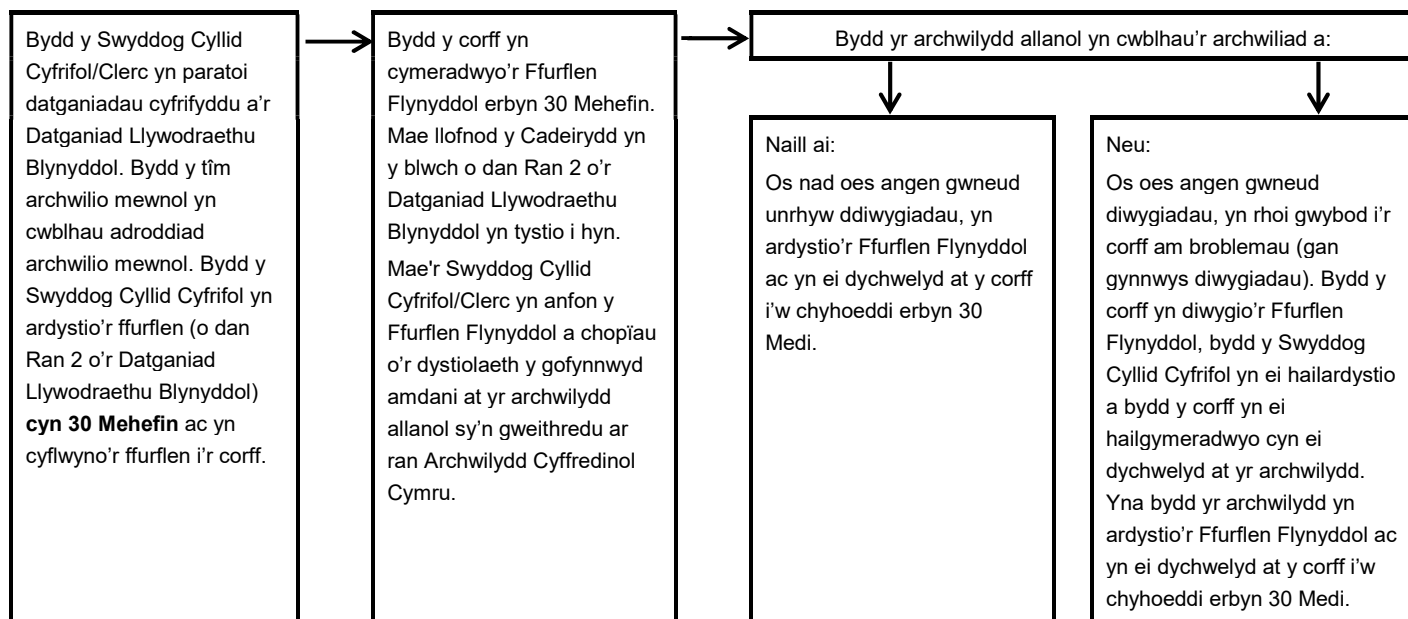 Bydd y Swyddog Cyllid
Cyfrifol/Clerc yn paratoi
datganiadau cyfrifyddu a’r
Datganiad Llywodraethu
Blynyddol. Bydd y tîm
archwilio mewnol yn
cwblhau adroddiad
archwilio mewnol. Bydd y
Swyddog Cyllid Cyfrifol yn
ardystio’r ffurflen (o dan
Ran 2 o’r Datganiad
Llywodraethu Blynyddol)
cyn 30 Mehefin ac yn
cyflwyno’r ffurflen i’r corff.
Bydd y corff yn
cymeradwyo’r Ffurflen
Flynyddol erbyn 30 Mehefin.
Mae llofnod y Cadeirydd yn
y blwch o dan Ran 2 o’r
Datganiad Llywodraethu
Blynyddol yn tystio i hyn.
Mae'r Swyddog Cyllid
Cyfrifol/Clerc yn anfon y
Ffurflen Flynyddol a chopïau
o’r dystiolaeth y gofynnwyd
amdani at yr archwilydd
allanol sy’n gweithredu ar
ran Archwilydd Cyffredinol
Cymru.
Bydd yr archwilydd allanol yn cwblhau’r archwiliad a:
Naill ai:
Os nad oes angen gwneud
unrhyw ddiwygiadau, yn
ardystio’r Ffurflen Flynyddol
ac yn ei dychwelyd at y corff
i’w chyhoeddi erbyn 30
Medi.
Neu:
Os oes angen gwneud
diwygiadau, yn rhoi gwybod i’r
corff am broblemau (gan
gynnwys diwygiadau). Bydd y
corff yn diwygio’r Ffurflen
Flynyddol, bydd y Swyddog
Cyllid Cyfrifol yn ei hailardystio
a bydd y corff yn ei
hailgymeradwyo cyn ei
dychwelyd at yr archwilydd.
Yna bydd yr archwilydd yn
ardystio’r Ffurflen Flynyddol ac
yn ei dychwelyd at y corff i’w
chyhoeddi erbyn 30 Medi.